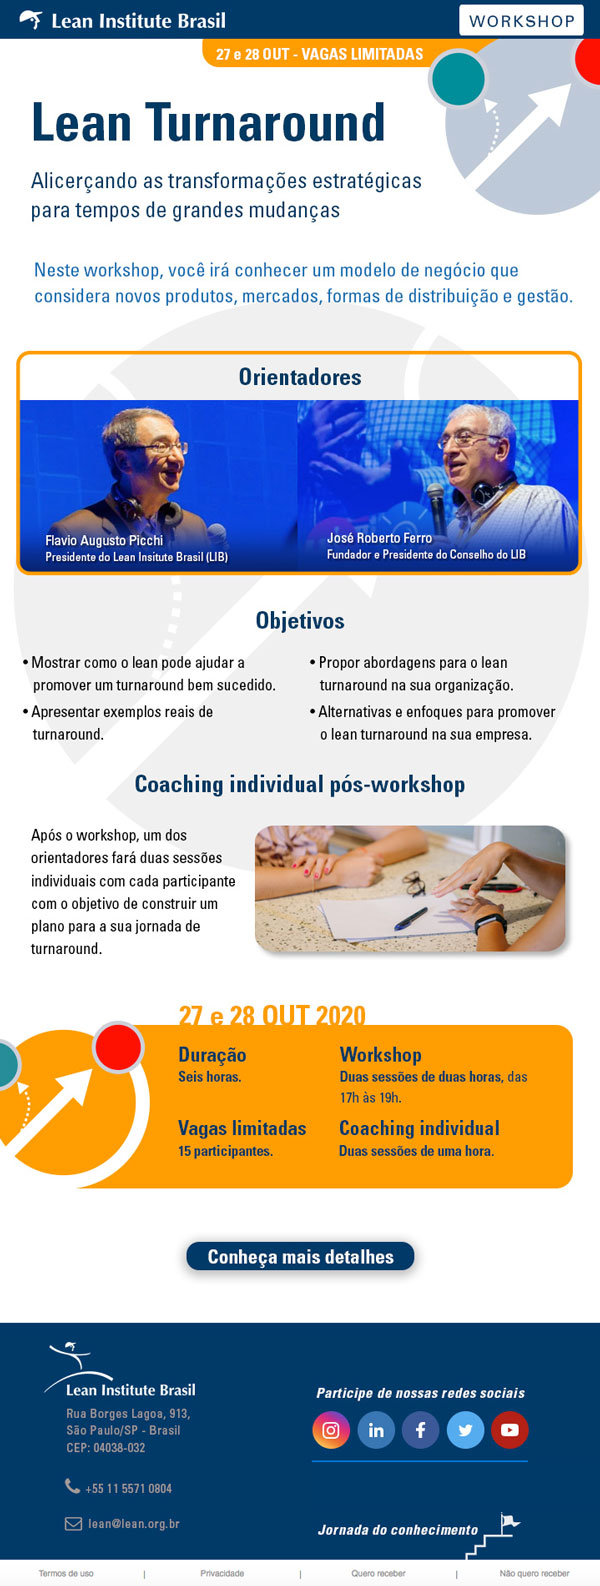 Lean Institute Brasil
WORKSHOP
27 e 28 OUT - VAGAS LIMITADAS
Lean Turnaround
Alicerçando as transformações estratégicas
para tempos de grandes mudanças
Neste workshop, você irá conhecer um modelo de negócio que
considera novos produtos, mercados, formas de distribuição e gestão.
Orientadores
Flavio Augusto Picchi
Presidente do Lean Insitute Brasil (LIB)
José Roberto Ferro
Fundador e Presidente do Conselho do LIB
Objetivos
• Mostrar como o lean pode ajudar a
promover um turnaround bem sucedido.
• Apresentar exemplos reais de
turnaround.
• Propor abordagens para o lean
turnaround na sua organização.
• Alternativas e enfoques para promover
o lean turnaround na sua empresa.
Coaching individual pós-workshop
Após o workshop, um dos
orientadores fará duas sessões
individuais com cada participante
com o objetivo de construir um
plano para a sua jornada de
turnaround.
27 e 28 OUT 2020
Duração
Seis horas.
Workshop
Duas sessões de duas horas, das
17h às 19h.
Vagas limitadas
15 participantes.
Coaching individual
Duas sessões de uma hora.
Conheça mais detalhes
Lean Institute Brasil
Rua Borges Lagoa, 913,
São Paulo/SP - Brasil
CEP: 04038-032
+55 11 5571 0804
lean@lean.org.br
Participe de nossas redes sociais
Jornada do conhecimento
Termos de uso | Privacidade | Quero receber | Não quero receber